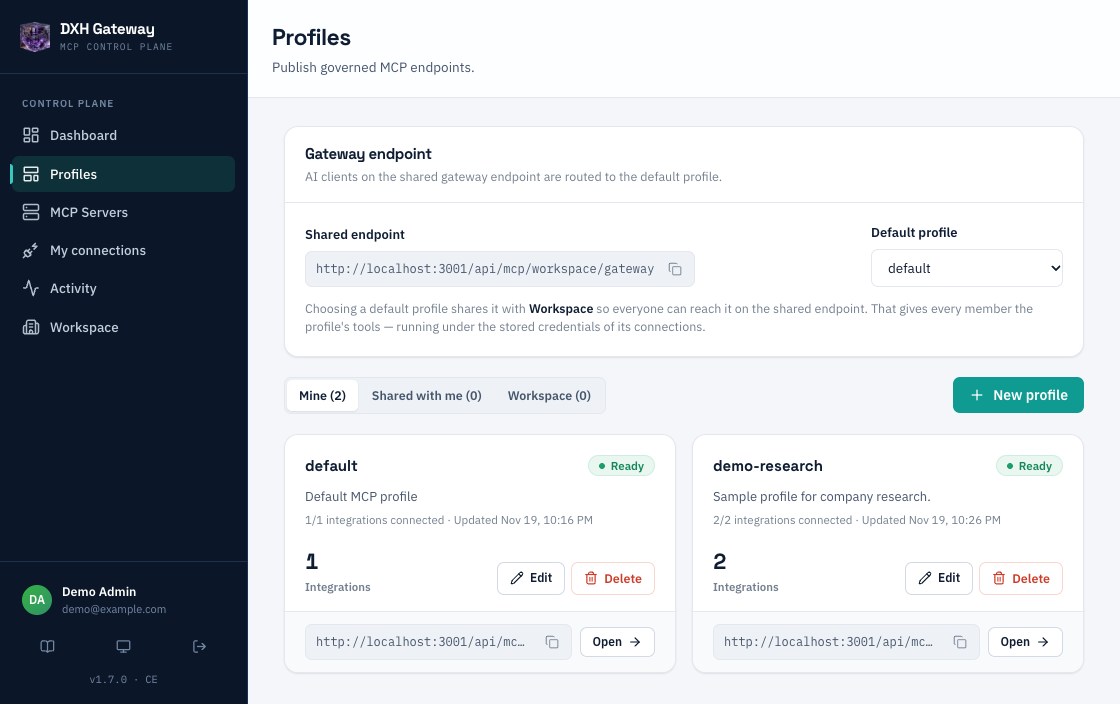 DXH Gateway
MCP CONTROL PLANE
CONTROL PLANE
Dashboard
Profiles
MCP Servers
My connections
Activity
Workspace
DA
Demo Admin
demo@example.com
v1.7.0 · CE
Profiles
Publish governed MCP endpoints.
Gateway endpoint
AI clients on the shared gateway endpoint are routed to the default profile.
Shared endpoint
http://localhost:3001/api/mcp/workspace/gateway
Default profile
default
Choosing a default profile shares it with Workspace so everyone can reach it on the shared endpoint. That gives every member the
profile's tools — running under the stored credentials of its connections.
Mine (2)
Shared with me (0)
Workspace (0)
New profile
default
Ready
Default MCP profile
1/1 integrations connected · Updated Nov 19, 10:16 PM
1
Integrations
Edit
Delete
http://localhost:3001/api/mc…
Open
demo-research
Ready
Sample profile for company research.
2/2 integrations connected · Updated Nov 19, 10:26 PM
2
Integrations
Edit
Delete
http://localhost:3001/api/mc…
Open